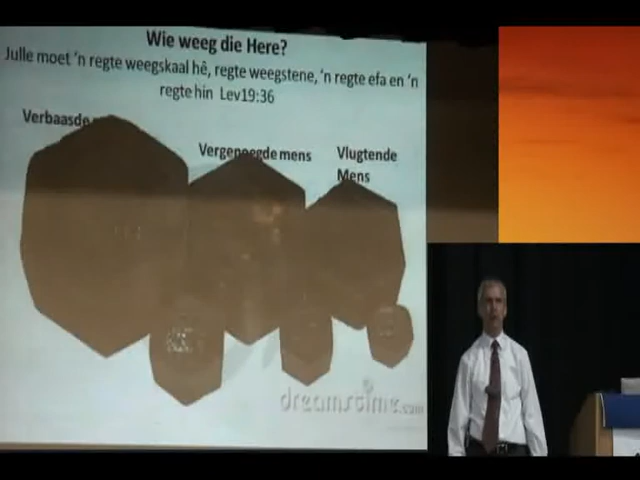 Wie weeg die Here?
Julle moet 'n regte weegskaal hê, regte weegstene, 'n regte efa en 'n
regte hin Lev19:36
Verbaasde
Vergenoegde mens
Vlugtende
Mens
dreamstime.com